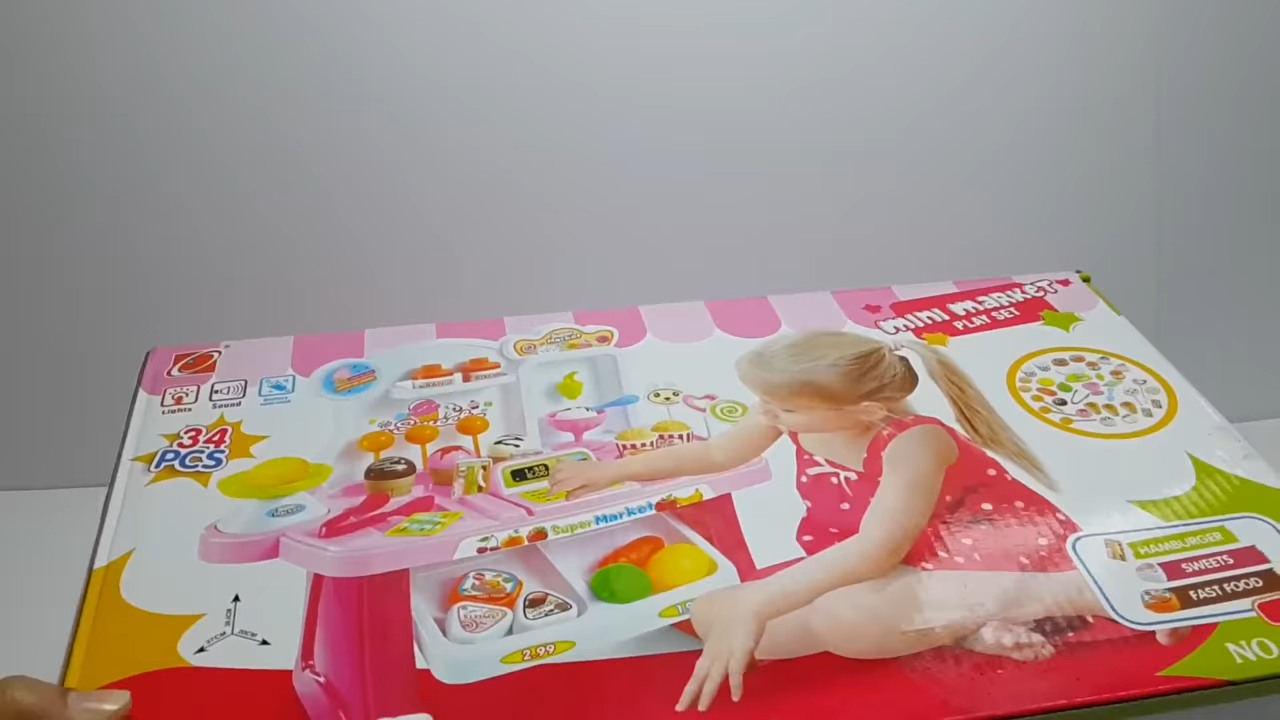 mini market
PLAY SET
Lights
Sound
34
PCS
Super Market
2.99
HAMBURGER
SWEETS
FAST FOOD
NO